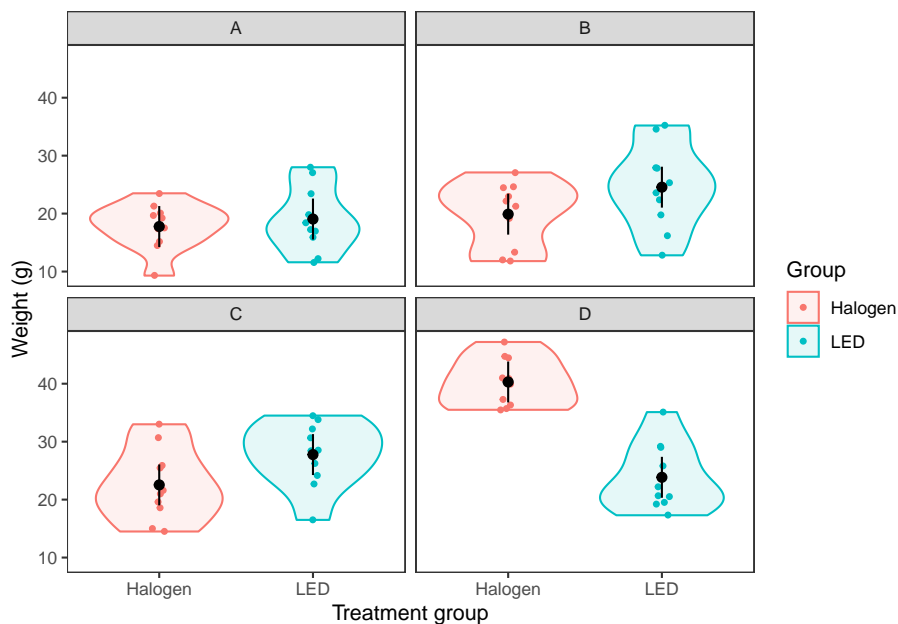 A
B
40
30
20
10
C
D
40
30
20
10
Halogen
LED
Halogen
LED
Treatment group
Weight (g)
Group
Halogen
LED